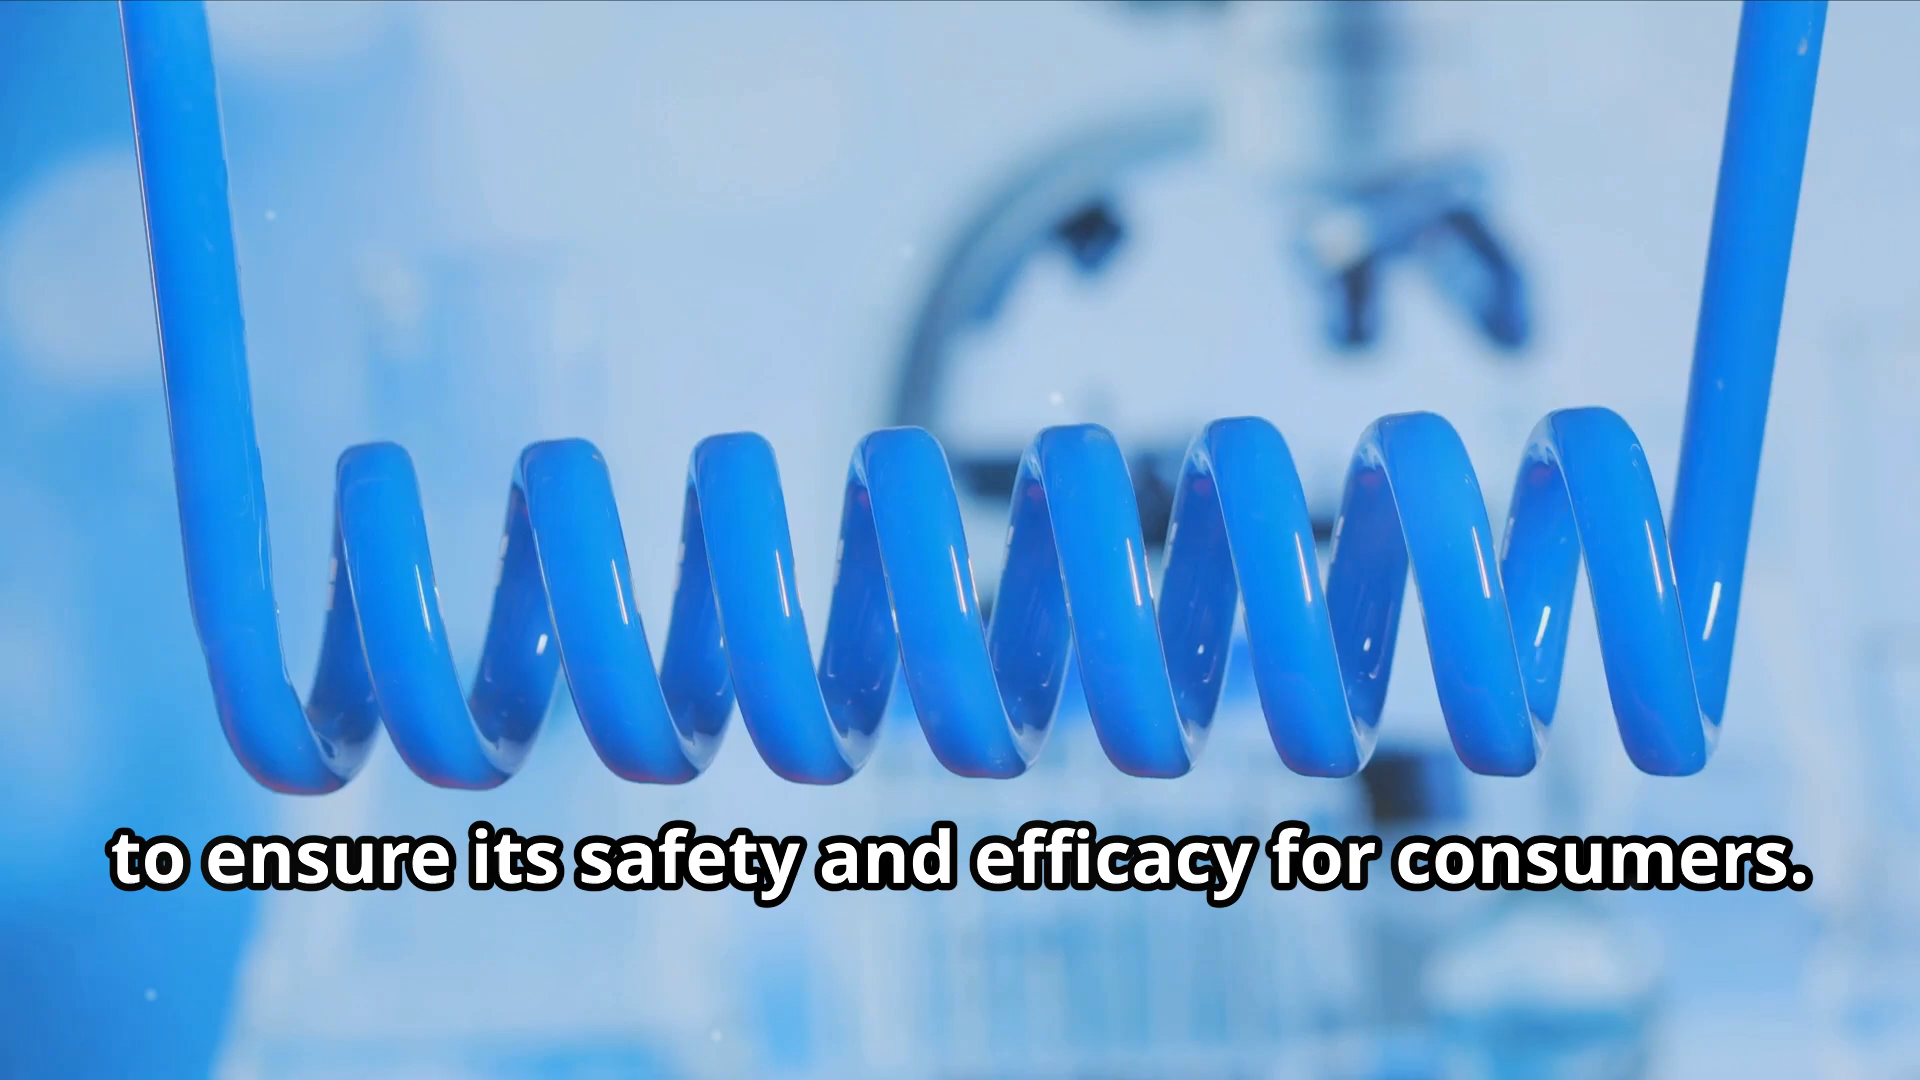 to ensure its safety and efficacy for consumers.